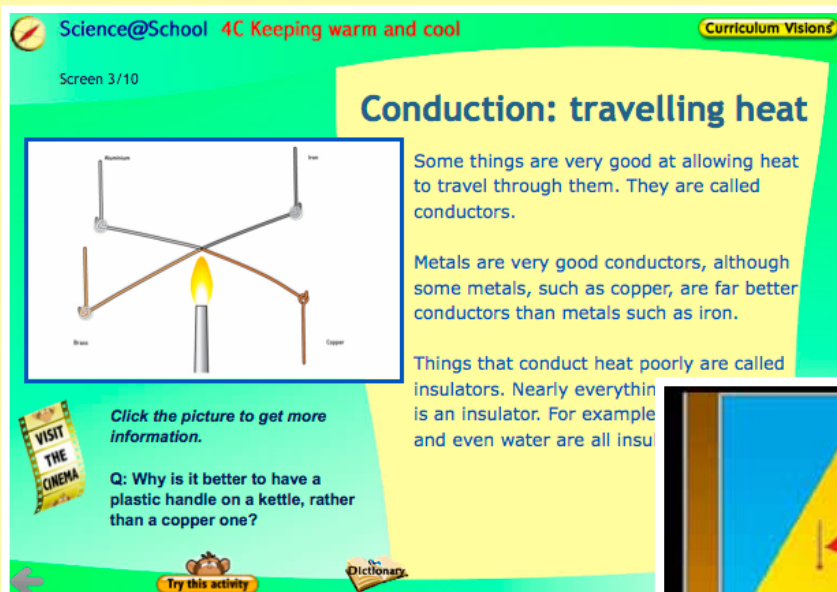 Science@School 4C Keeping warm and cool
Curriculum Visions
Screen 3/10
Conduction: travelling heat
Aluminium
Iron
Brass
Copper
Some things are very good at allowing heat
to travel through them. They are called
conductors.
Metals are very good conductors, although
some metals, such as copper, are far better
conductors than metals such as iron.
Things that conduct heat poorly are called
insulators. Nearly
is an insulator. For example
and even water are all
VISIT
THE
CINEMA
Click the picture to get more
information.
Q: Why is it better to have a
plastic handle on a kettle, rather
than a copper one?
Try this activity
Dictionary